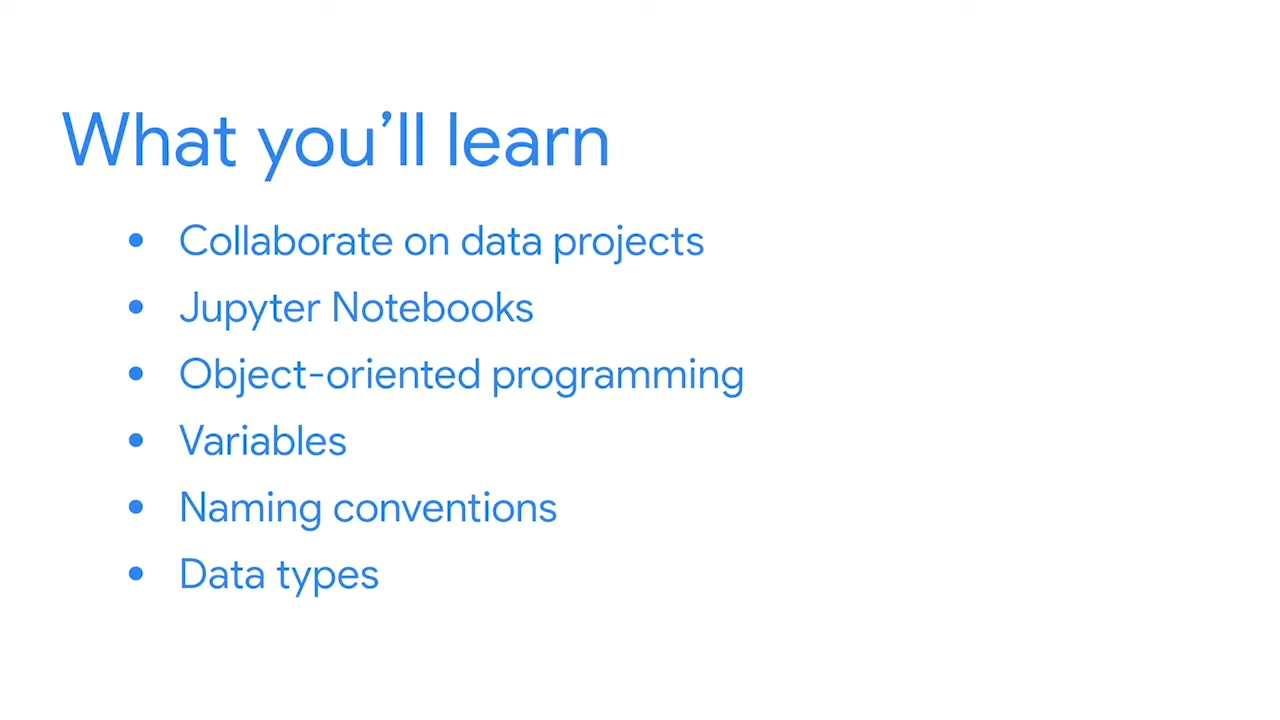 What you’ll learn
• Collaborate on data projects
• Jupyter Notebooks
• Object-oriented programming
• Variables
• Naming conventions
• Data types